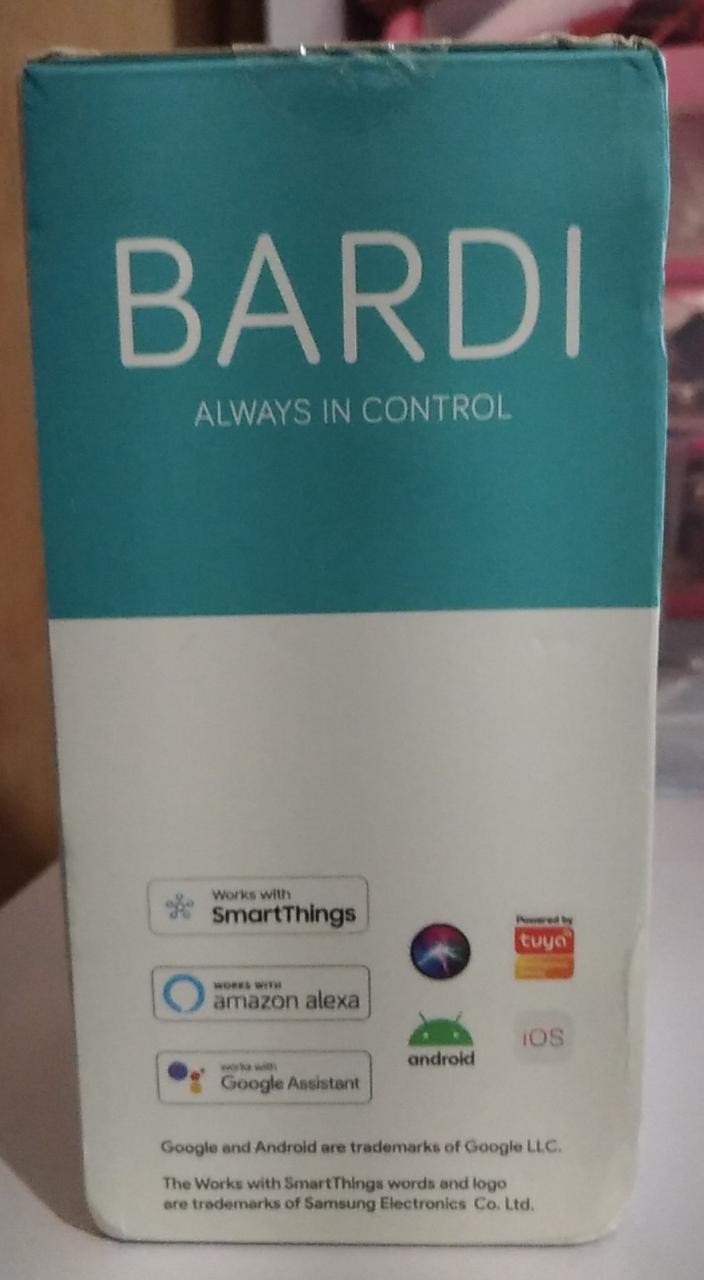 BARDI
ALWAYS IN CONTROL
Works with
SmartThings
WORKS WITH
amazon alexa
works with
Google Assistant
Powered by
tuya
android
iOS
Google and Android are trademarks of Google LLC.
The Works with SmartThings words and logo
are trademarks of Samsung Electronics Co. Ltd.